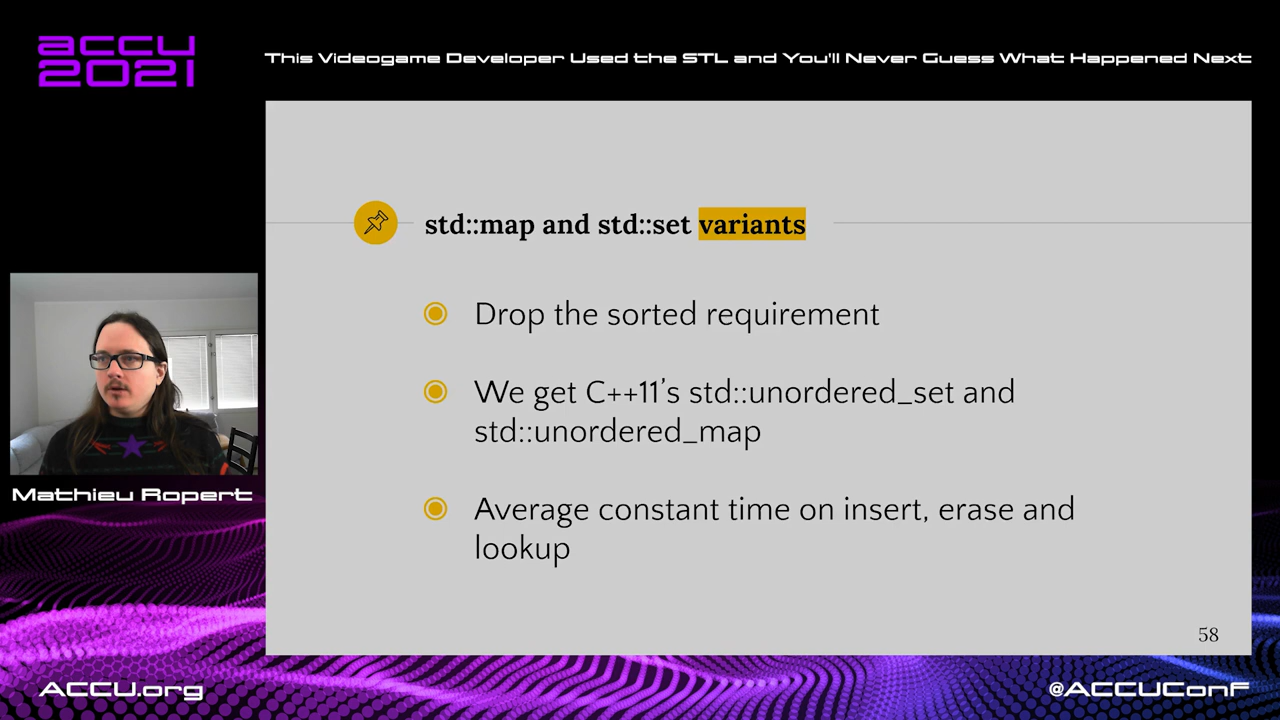 accu
2021
This Videogame Developer Used the STL and You'll Never Guess What Happened Next
std::map and std::set variants
Drop the sorted requirement
We get C++11's std::unordered_set and
std::unordered_map
Average constant time on insert, erase and
lookup
58
Mathieu Ropert
ACCU.org
@ACCUConf